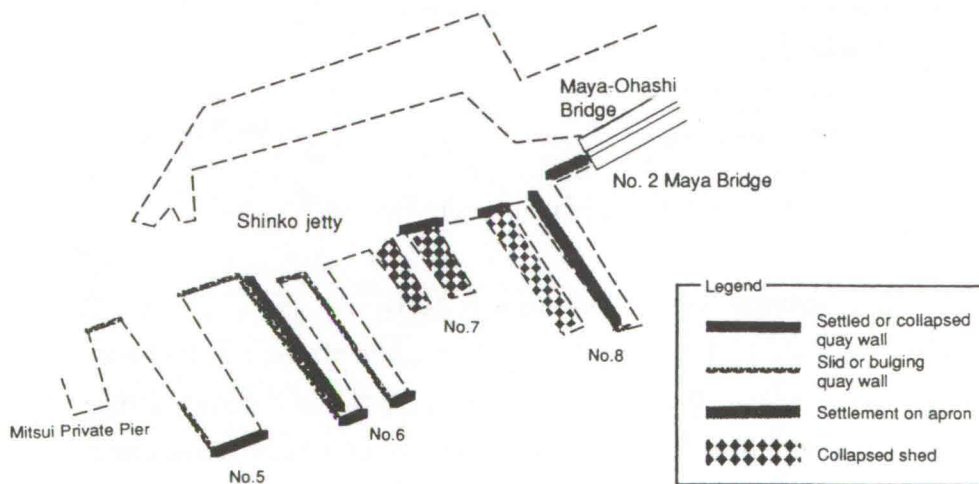 Maya-Ohashi
Bridge
No. 2 Maya Bridge
Shinko jetty
No.7
No.8
Mitsui Private Pier
No.6
No.5
Legend
Settled or collapsed
quay wall
Slid or bulging
quay wall
Settlement on apron
Collapsed shed